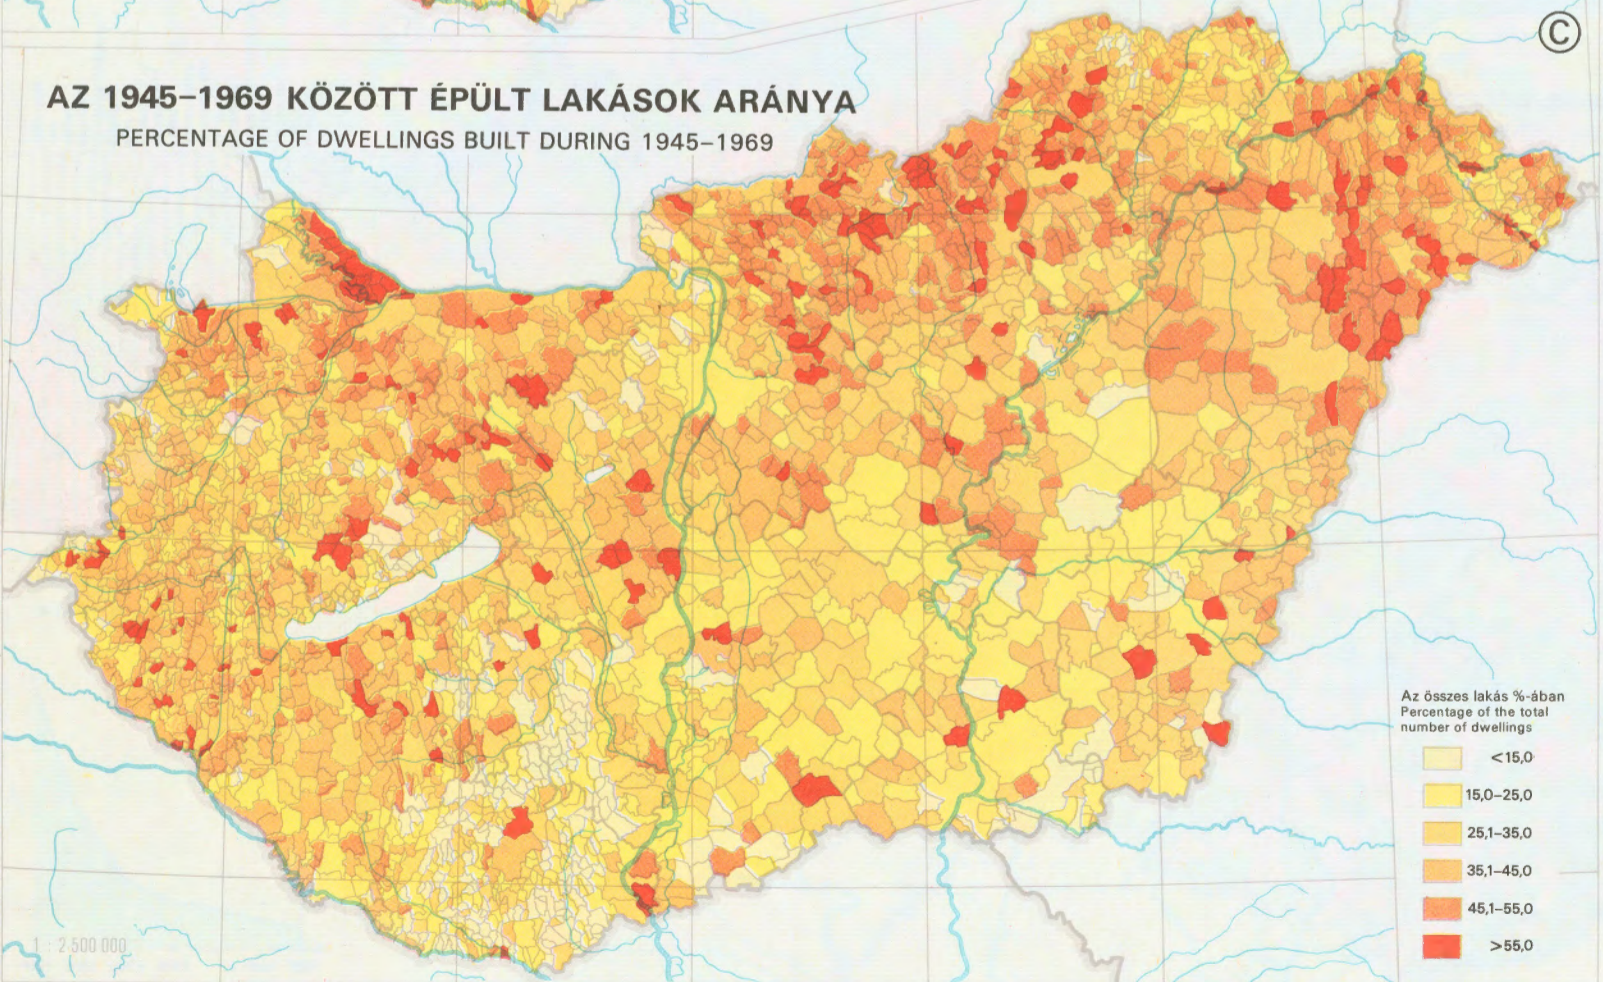 ©
AZ 1945–1969 KÖZÖTT ÉPÜLT LAKÁSOK ARÁNYA
PERCENTAGE OF DWELLINGS BUILT DURING 1945–1969
Az összes lakás %-ában
Percentage of the total
number of dwellings
<15,0
15,0–25,0
25,1–35,0
35,1–45,0
45,1–55,0
>55,0
1 : 2 500 000